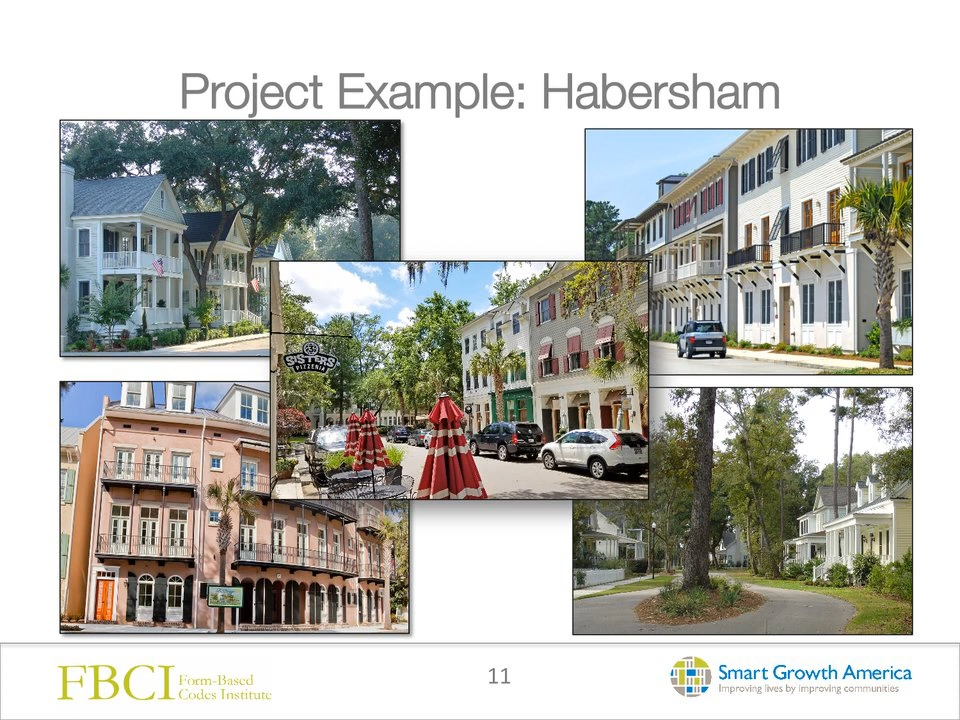 Project Example: Habersham
SISTERS
PIZZERIA
FBCI Form-Based
Codes Institute
11
Smart Growth America
Improving lives by improving communities